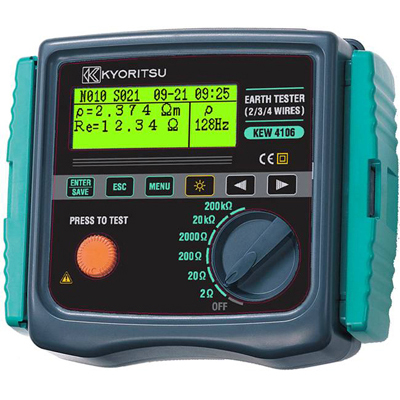 KYORITSU
N010 S021 09-21 09:25
ρ=2.374 Ωm ρ
Re=12.34 Ω 128Hz
EARTH TESTER
(2/3/4 WIRES)
KEW 4106
CE
ENTER
SAVE
ESC
MENU
PRESS TO TEST
200kΩ
20kΩ
2000Ω
200Ω
20Ω
2Ω
OFF